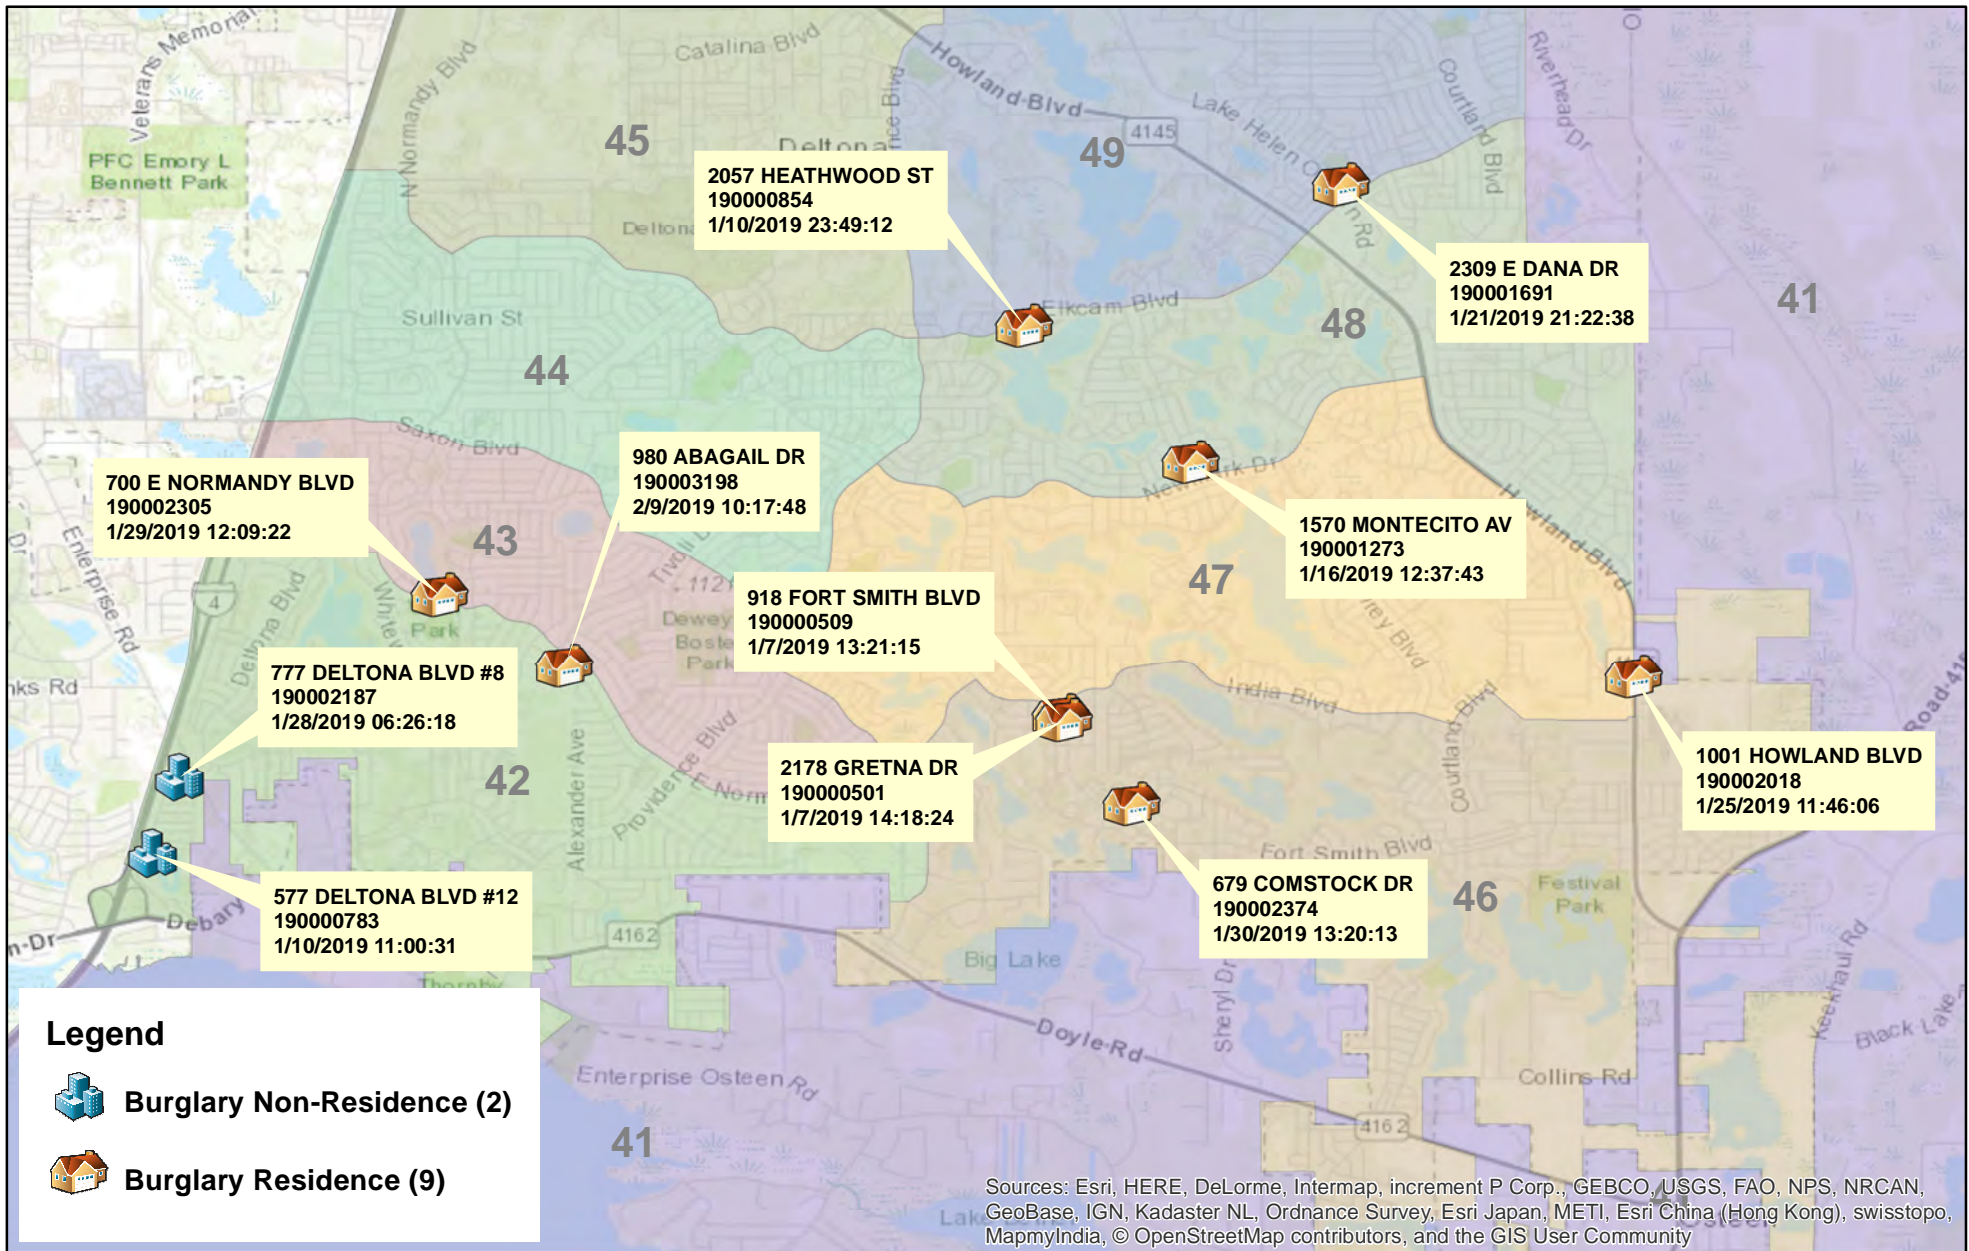 Veterans Memorial
PFC Emory L
Bennett Park
N Normandy Blvd
Catalina Blvd
Howland Blvd
4145
Lake Helen
Courtland Blvd
Riverhead Dr
45
Deltona
49
2057 HEATHWOOD ST
190000854
1/10/2019 23:49:12
2309 E DANA DR
190001691
1/21/2019 21:22:38
41
Sullivan St
44
Elkcam Blvd
48
Saxon Blvd
980 ABAGAIL DR
190003198
2/9/2019 10:17:48
700 E NORMANDY BLVD
190002305
1/29/2019 12:09:22
43
1570 MONTECITO AV
190001273
1/16/2019 12:37:43
Howland Blvd
47
Enterprise Rd
4
Deltona Blvd
Park
918 FORT SMITH BLVD
190000509
1/7/2019 13:21:15
777 DELTONA BLVD #8
190002187
1/28/2019 06:26:18
India Blvd
Courtland Blvd
42
Alexander Ave
Providence Blvd
E Norm
2178 GRETNA DR
190000501
1/7/2019 14:18:24
1001 HOWLAND BLVD
190002018
1/25/2019 11:46:06
Fort Smith Blvd
577 DELTONA BLVD #12
190000783
1/10/2019 11:00:31
Debary
679 COMSTOCK DR
190002374
1/30/2019 13:20:13
46
Festival
Park
4162
Big Lake
Sheryl Dr
Doyle Rd
Keekhaul Rd
Black Lake
Enterprise Osteen Rd
Collins Rd
4162
41
Legend
Burglary Non-Residence (2)
Burglary Residence (9)
Sources: Esri, HERE, DeLorme, Intermap, increment P Corp., GEBCO, USGS, FAO, NPS, NRCAN,
GeoBase, IGN, Kadaster NL, Ordnance Survey, Esri Japan, METI, Esri China (Hong Kong), swisstopo,
MapmyIndia, © OpenStreetMap contributors, and the GIS User Community